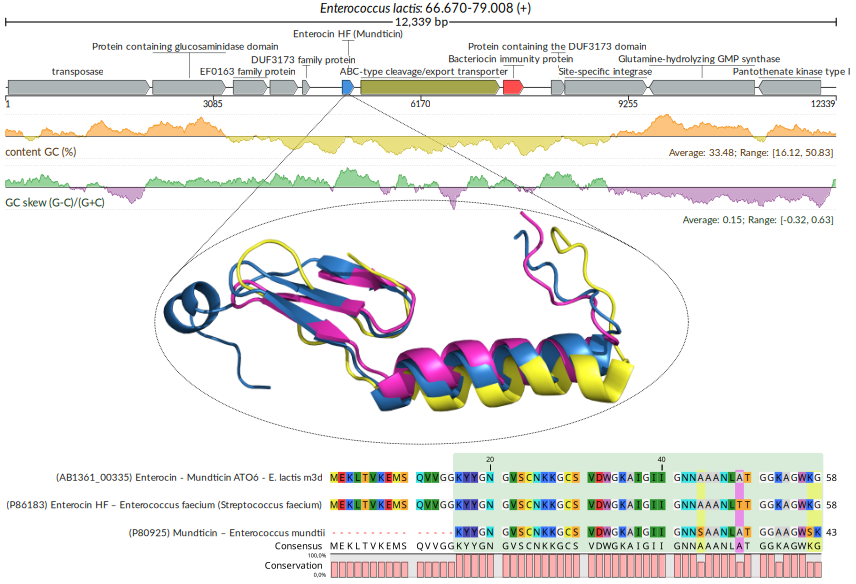 Enterococcus lactis: 66.670-79.008 (+)
12,339 bp
Enterocin HF (Mundticin)
Protein containing glucosaminidase domain
Protein containing the DUF3173 domain
DUF3173 family protein
Bacteriocin immunity protein
Glutamine-hydrolyzing GMP synthase
transposase
EF0163 family protein
ABC-type cleavage/export transporter
Site-specific integrase
Pantothenate kinase type I
1 3085 6170 9255 12339
content GC (%)
Average: 33.48; Range: [16.12, 50.83]
GC skew (G-C)/(G+C)
Average: 0.15; Range: [-0.32, 0.63]
20 40
(AB1361_00335) Enterocin - Mundticin ATO6 - E. lactis m3d MEKLTVKEMS QVVGGKYYGN GVSCNKKGCS VDWGKAIGII GNNAAANLAT GGKAGWKG 58
(P86183) Enterocin HF – Enterococcus faecium (Streptococcus faecium) MEKLTVKEMS QVVGGKYYGN GVSCNKKGCS VDWGKAIGII GNNAAANLTT GGKAGWKG 58
(P80925) Mundticin – Enterococcus mundtii ---------- -----KYYGN GVSCNKKGCS VDWGKAIGII GNNSAANLAT GGAAGWSK 43
Consensus MEKLTVKEMS QVVGGKYYGN GVSCNKKGCS VDWGKAIGII GNNAAANLAT GGKAGWKG
100,0%
Conservation
0,0%